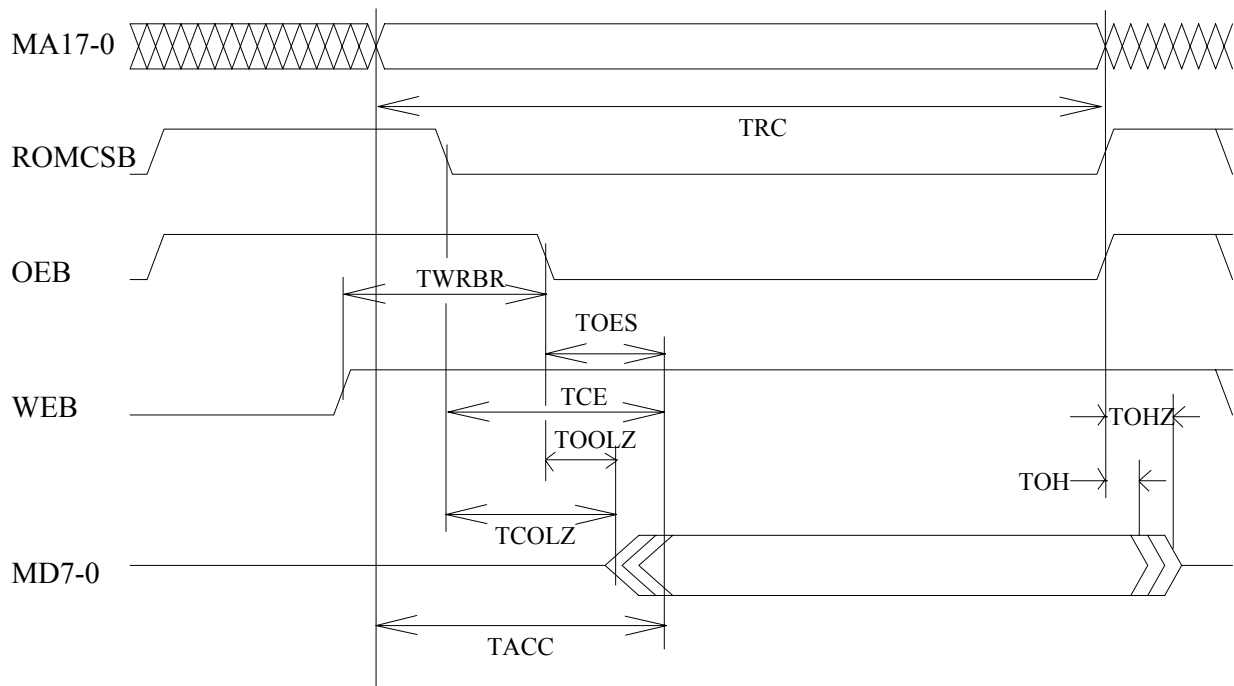 MA17-0
TRC
ROMCSB
OEB
TWRBR
TOES
WEB
TCE
TOHZ
TOOLZ
TOH
TCOLZ
MD7-0
TACC